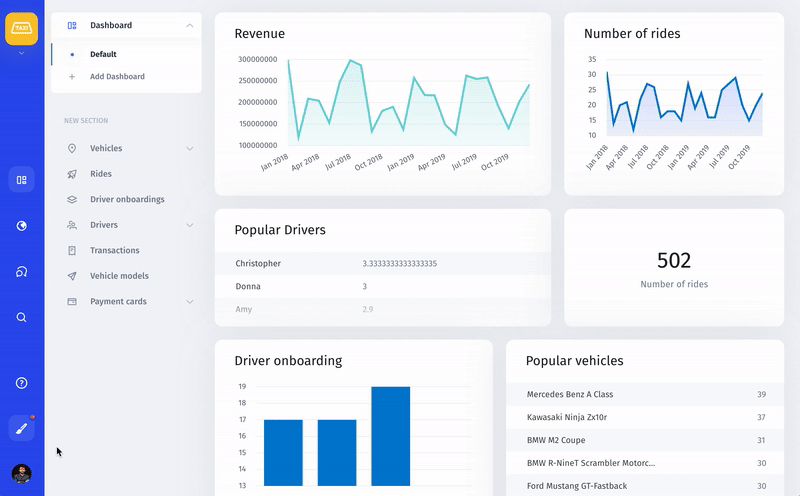 TAXI
Dashboard
Default
Add Dashboard
NEW SECTION
Vehicles
Rides
Driver onboardings
Drivers
Transactions
Vehicle models
Payment cards
Revenue
300000000
250000000
200000000
150000000
100000000
Jan 2018
Apr 2018
Jul 2018
Oct 2018
Jan 2019
Apr 2019
Jul 2019
Oct 2019
Number of rides
35
30
25
20
15
10
Jan 2018
Apr 2018
Jul 2018
Oct 2018
Jan 2019
Apr 2019
Jul 2019
Oct 2019
Popular Drivers
Christopher 3.3333333333333335
Donna 3
Amy 2.9
502
Number of rides
Driver onboarding
19
18
17
16
15
14
13
Popular vehicles
Mercedes Benz A Class 39
Kawasaki Ninja Zx10r 37
BMW M2 Coupe 31
BMW R-NineT Scrambler Motorc... 30
Ford Mustang GT-Fastback 30